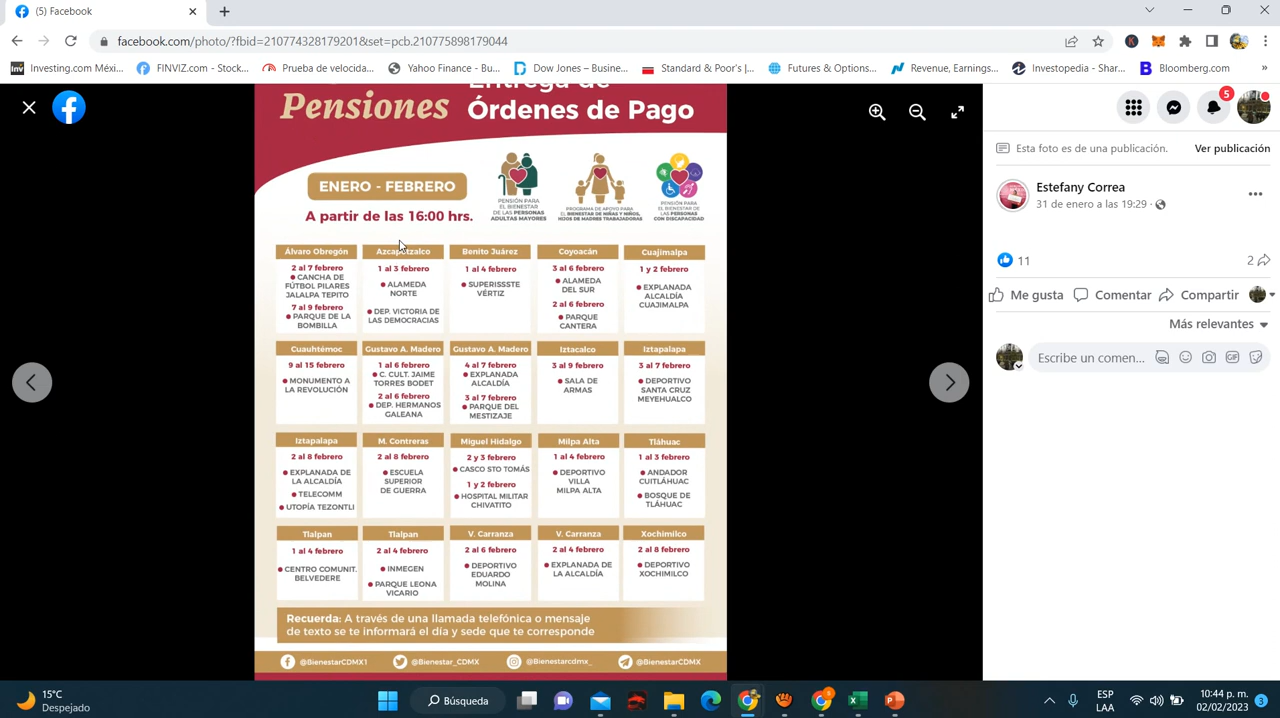 (5) Facebook
facebook.com/photo/?fbid=210774328179201&set=pcb.210775898179044
Investing.com Méxi...
FINVIZ.com - Stock...
Prueba de velocida...
Yahoo Finance - Bu...
Dow Jones – Busine...
Standard & Poor's |...
Futures & Options...
Revenue, Earnings...
Investopedia - Shar...
Bloomberg.com...
»
Pensiones
Entrega de
Órdenes de Pago
ENERO - FEBRERO
A partir de las 16:00 hrs.
PENSIÓN PARA
EL BIENESTAR
DE LAS PERSONAS
ADULTAS MAYORES
PROGRAMA DE APOYO PARA
EL BIENESTAR DE NIÑAS Y NIÑOS,
HIJOS DE MADRES TRABAJADORAS
PENSIÓN PARA
EL BIENESTAR DE
LAS PERSONAS
CON DISCAPACIDAD
Álvaro Obregón
2 al 7 febrero
CANCHA DE
FÚTBOL PILARES
JALALPA TEPITO
7 al 9 febrero
PARQUE DE LA
BOMBILLA
Azcapotzalco
1 al 3 febrero
ALAMEDA
NORTE
DEP. VICTORIA DE
LAS DEMOCRACIAS
Benito Juárez
1 al 4 febrero
SUPERISSSTE
VÉRTIZ
Coyoacán
3 al 6 febrero
ALAMEDA
DEL SUR
2 al 6 febrero
PARQUE
CANTERA
Cuajimalpa
1 y 2 febrero
EXPLANADA
ALCALDÍA
CUAJIMALPA
Cuauhtémoc
9 al 15 febrero
MONUMENTO A
LA REVOLUCIÓN
Gustavo A. Madero
1 al 6 febrero
C. CULT. JAIME
TORRES BODET
2 al 6 febrero
DEP. HERMANOS
GALEANA
Gustavo A. Madero
4 al 7 febrero
EXPLANADA
ALCALDÍA
3 al 7 febrero
PARQUE DEL
MESTIZAJE
Iztacalco
3 al 9 febrero
SALA DE
ARMAS
Iztapalapa
3 al 7 febrero
DEPORTIVO
SANTA CRUZ
MEYEHUALCO
Iztapalapa
2 al 8 febrero
EXPLANADA DE
LA ALCALDÍA
TELECOMM
UTOPÍA TEZONTLI
M. Contreras
2 al 8 febrero
ESCUELA
SUPERIOR
DE GUERRA
Miguel Hidalgo
2 y 3 febrero
CASCO STO TOMÁS
1 y 2 febrero
HOSPITAL MILITAR
CHIVATITO
Milpa Alta
1 al 4 febrero
DEPORTIVO
VILLA
MILPA ALTA
Tláhuac
1 al 3 febrero
ANDADOR
CUITLÁHUAC
BOSQUE DE
TLÁHUAC
Tlalpan
1 al 4 febrero
CENTRO COMUNIT.
BELVEDERE
Tlalpan
2 al 4 febrero
INMEGEN
PARQUE LEONA
VICARIO
V. Carranza
2 al 6 febrero
DEPORTIVO
EDUARDO
MOLINA
V. Carranza
2 al 4 febrero
EXPLANADA DE
LA ALCALDÍA
Xochimilco
2 al 8 febrero
DEPORTIVO
XOCHIMILCO
Recuerda: A través de una llamada telefónica o mensaje
de texto se te informará el día y sede que te corresponde
@BienestarCDMX1
@Bienestar_CDMX
@Bienestarcdmx_
@BienestarCDMX
5
Esta foto es de una publicación.
Ver publicación
Estefany Correa
31 de enero a las 19:29 ·
11
2
Me gusta
Comentar
Compartir
Más relevantes
Escribe un comen...
GIF
15°C
Despejado
Búsqueda
ESP
LAA
10:44 p. m.
02/02/2023
3